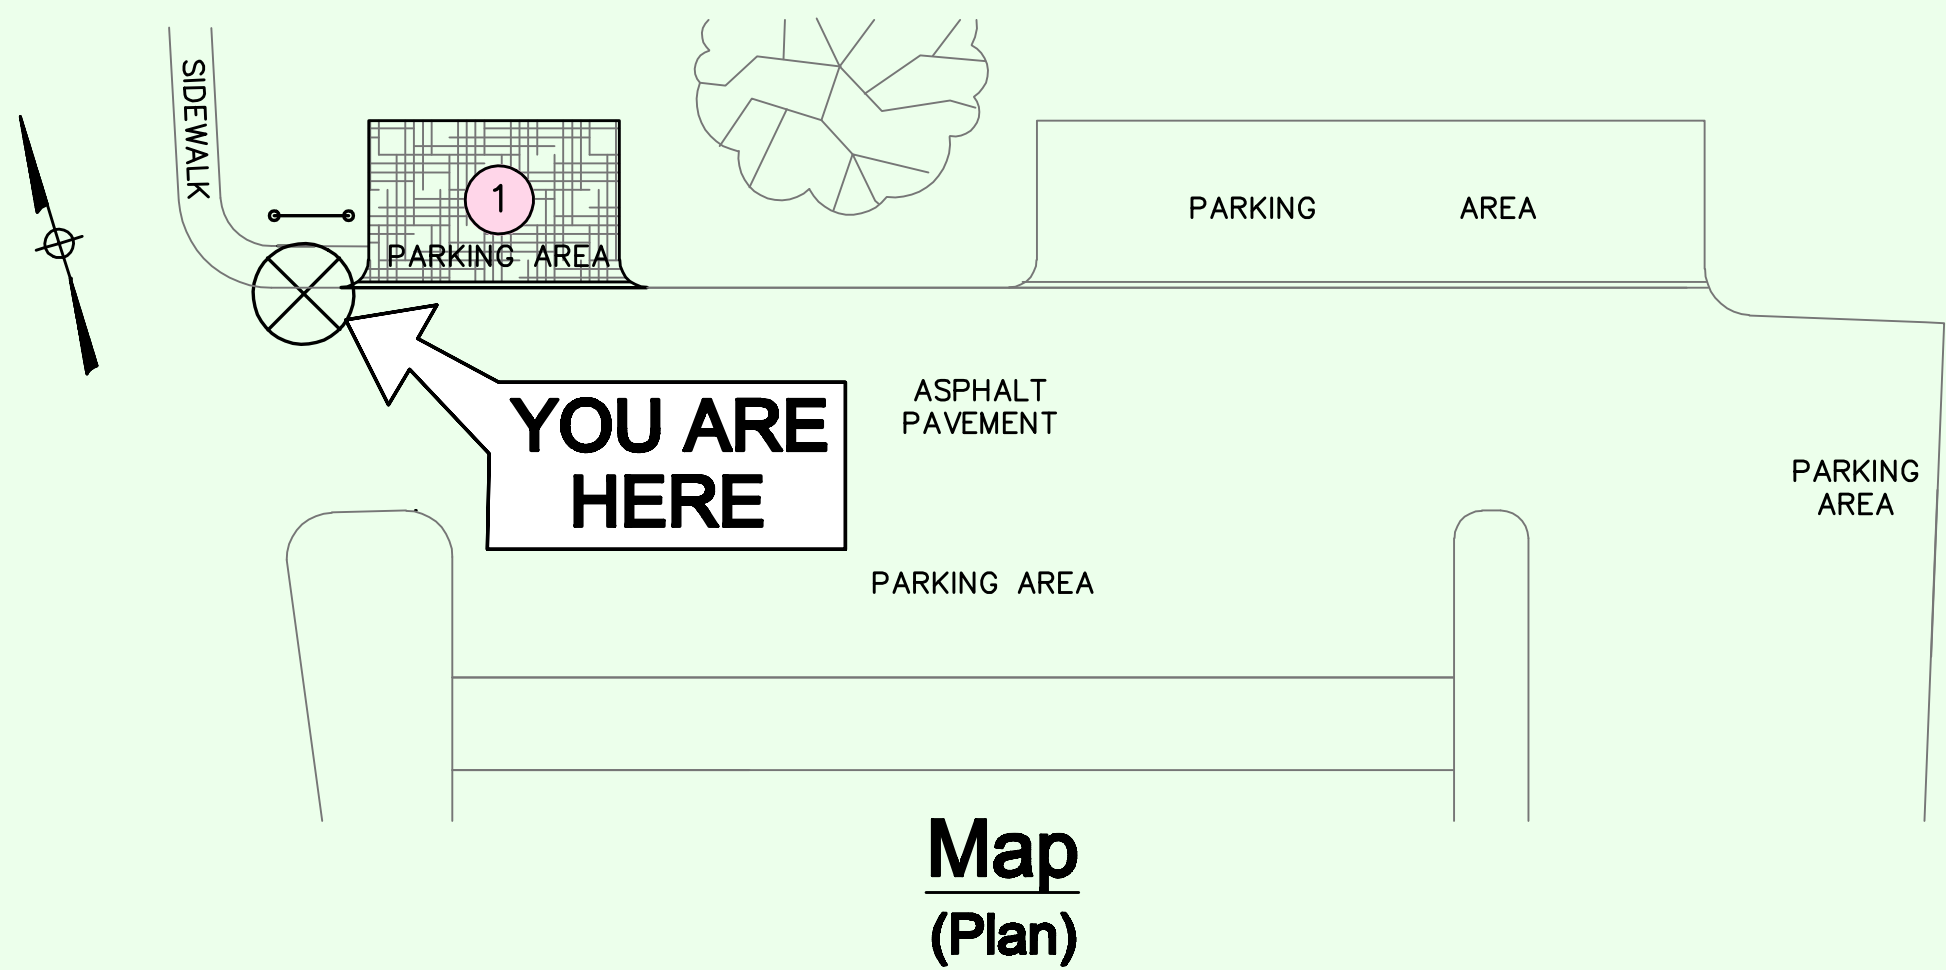 SIDEWALK
1
PARKING AREA
PARKING AREA
YOU ARE
HERE
ASPHALT
PAVEMENT
PARKING
AREA
PARKING AREA
Map
(Plan)